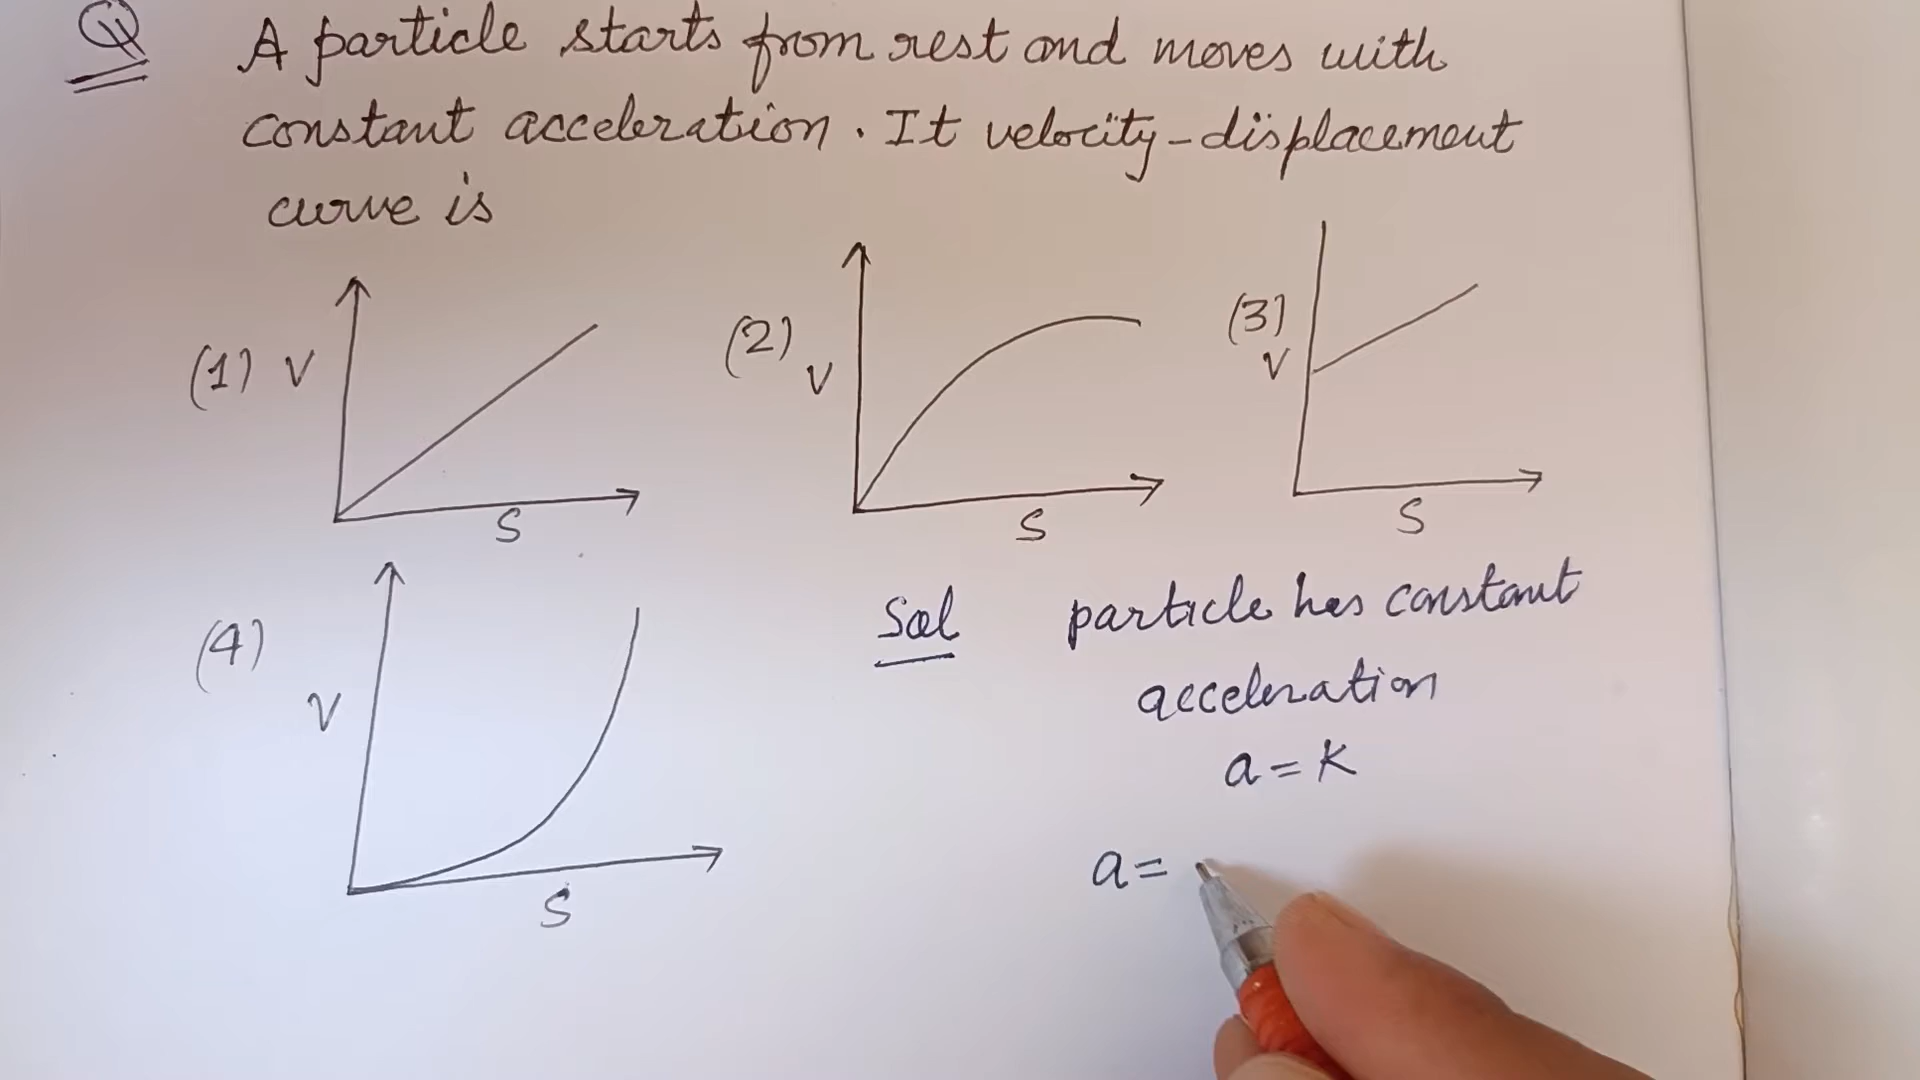 Q A particle starts from rest and moves with
constant acceleration. It velocity-displacement
curve is
(1) V
S
(2) V
S
(3) V
S
(4) V
S
Sol particle has constant
acceleration
a = K
a =